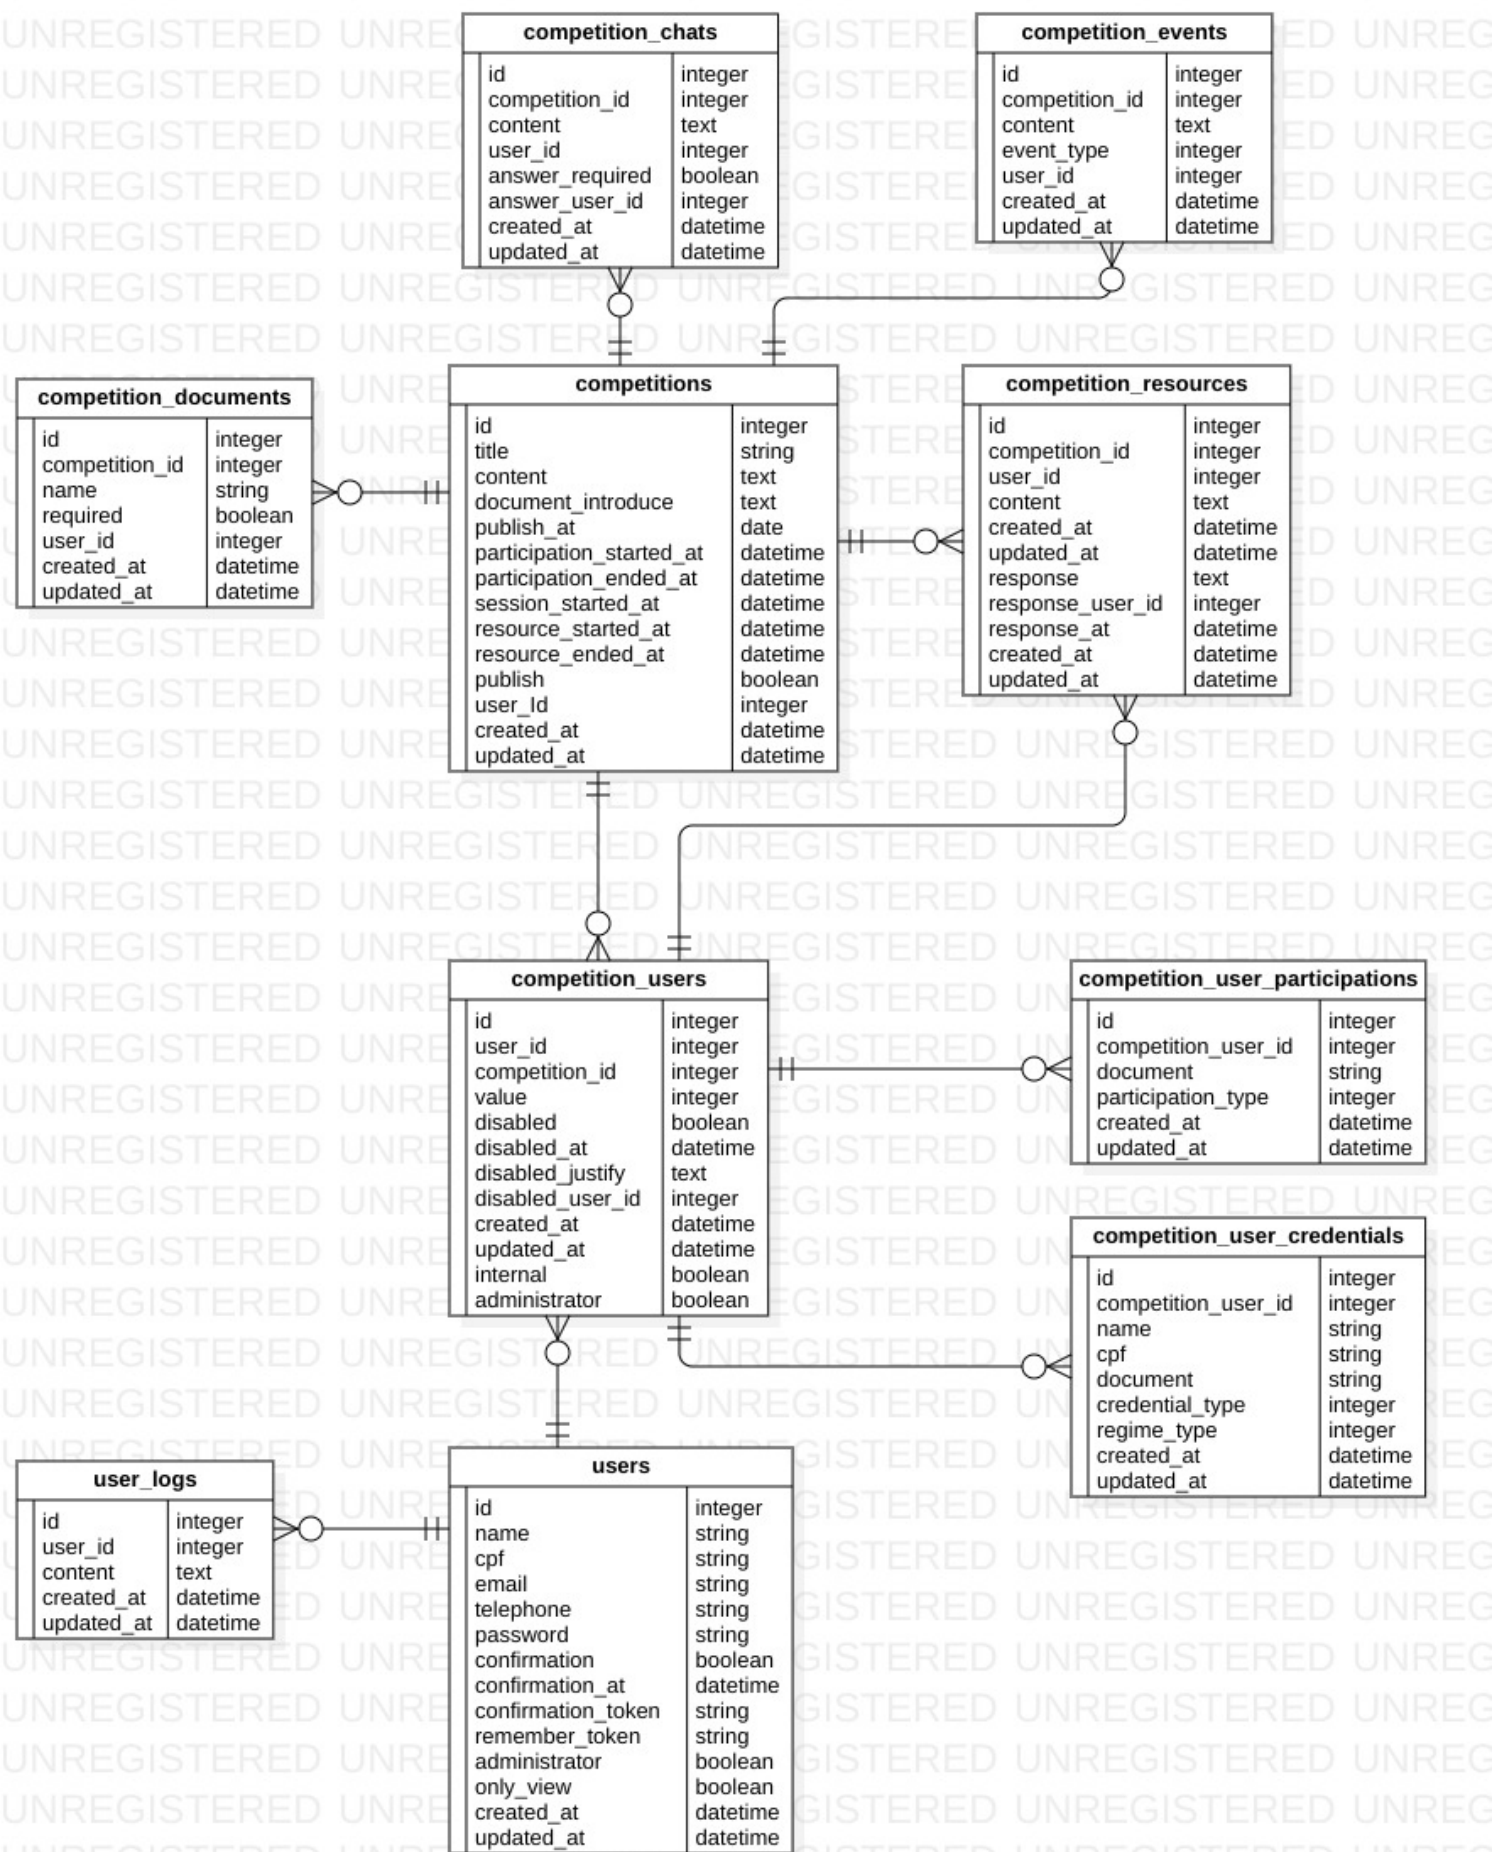 competition_chats
id integer
competition_id integer
content text
user_id integer
answer_required boolean
answer_user_id integer
created_at datetime
updated_at datetime
competition_events
id integer
competition_id integer
content text
event_type integer
user_id integer
created_at datetime
updated_at datetime
competition_documents
id integer
competition_id integer
name string
required boolean
user_id integer
created_at datetime
updated_at datetime
competitions
id integer
title string
content text
document_introduce text
publish_at date
participation_started_at datetime
participation_ended_at datetime
session_started_at datetime
resource_started_at datetime
resource_ended_at datetime
publish boolean
user_Id integer
created_at datetime
updated_at datetime
competition_resources
id integer
competition_id integer
user_id integer
content text
created_at datetime
updated_at datetime
response text
response_user_id integer
response_at datetime
created_at datetime
updated_at datetime
competition_users
id integer
user_id integer
competition_id integer
value integer
disabled boolean
disabled_at datetime
disabled_justify text
disabled_user_id integer
created_at datetime
updated_at datetime
internal boolean
administrator boolean
competition_user_participations
id integer
competition_user_id integer
document string
participation_type integer
created_at datetime
updated_at datetime
competition_user_credentials
id integer
competition_user_id integer
name string
cpf string
document string
credential_type integer
regime_type integer
created_at datetime
updated_at datetime
user_logs
id integer
user_id integer
content text
created_at datetime
updated_at datetime
users
id integer
name string
cpf string
email string
telephone string
password string
confirmation boolean
confirmation_at datetime
confirmation_token string
remember_token string
administrator boolean
only_view boolean
created_at datetime
updated_at datetime
UNREGISTERED